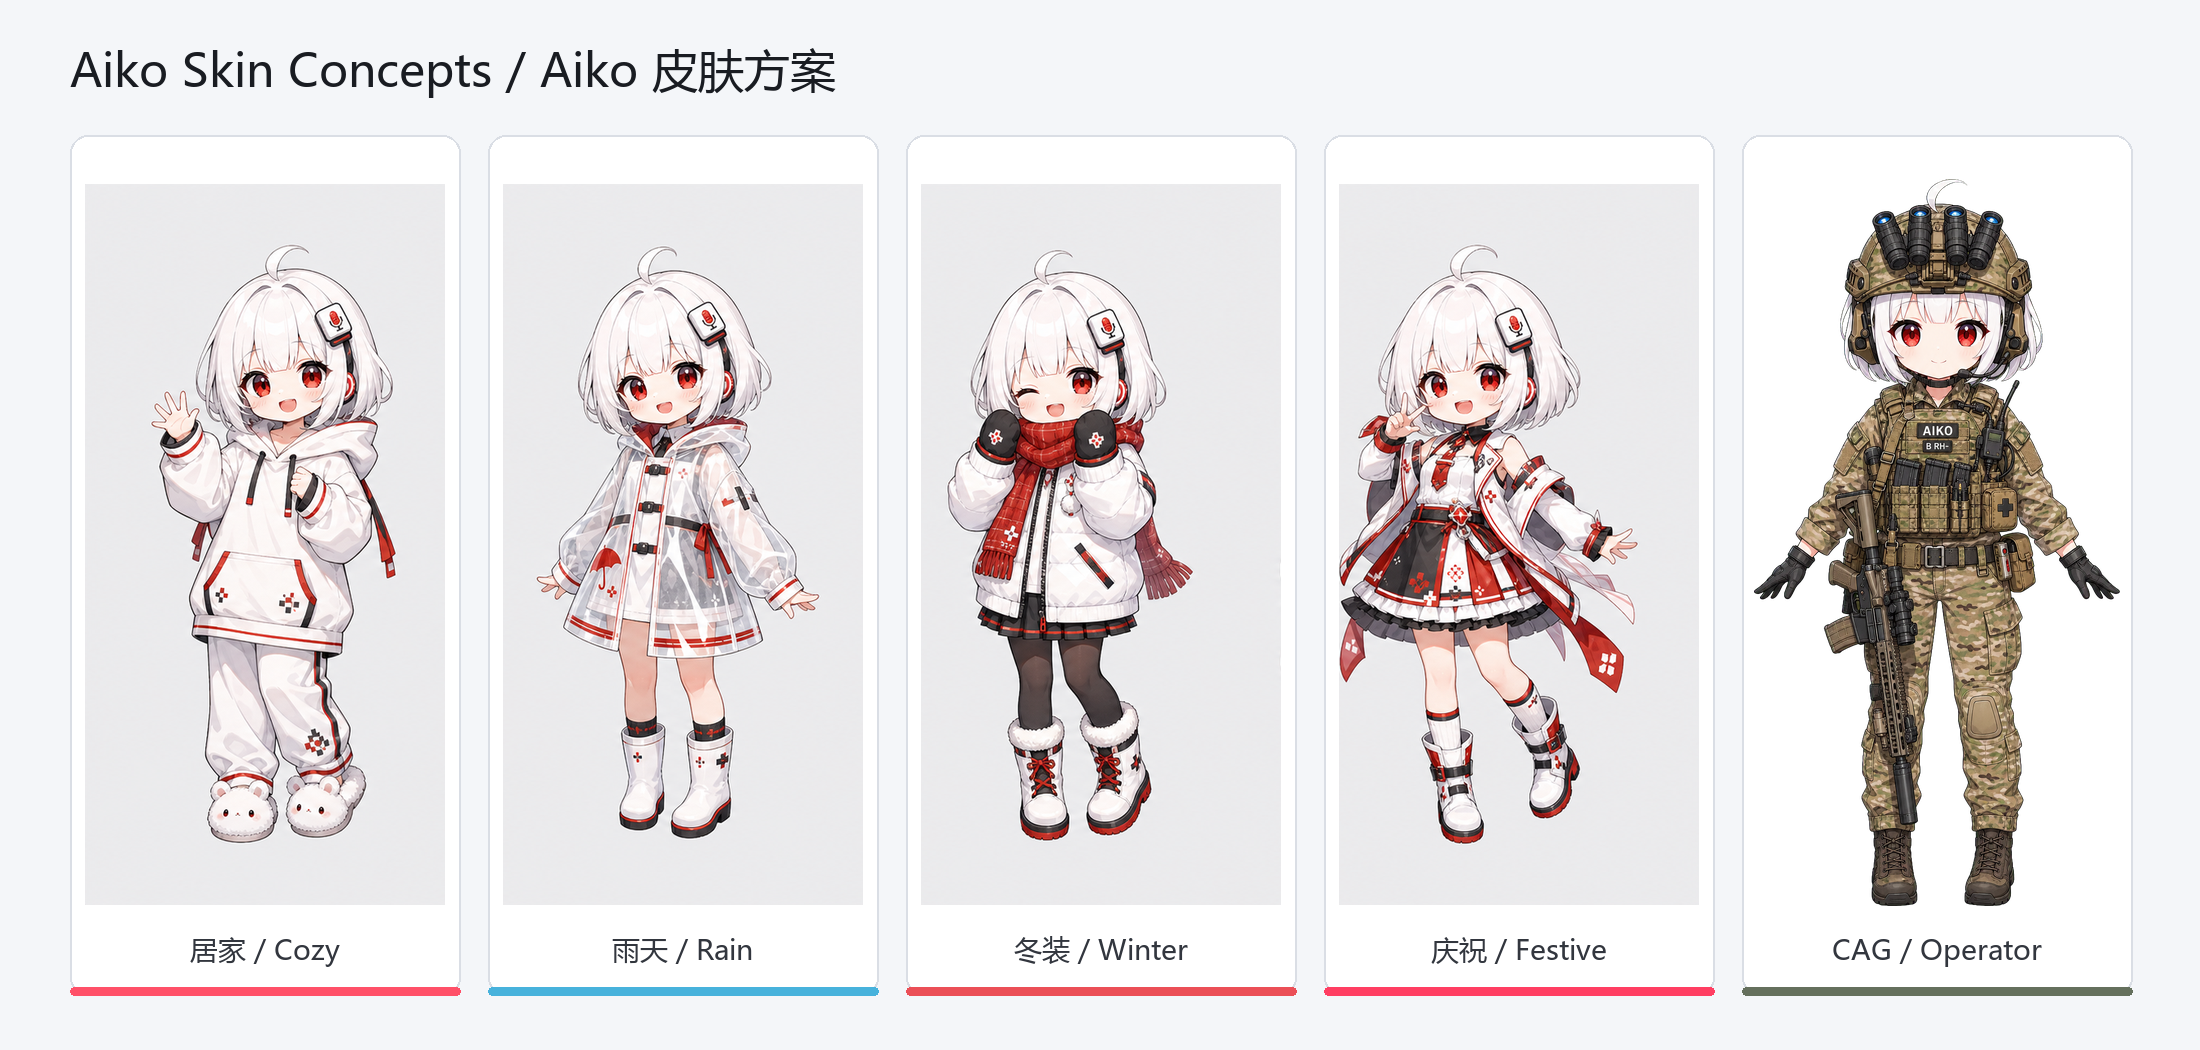 Aiko Skin Concepts / Aiko 皮肤方案
AIKO
B RH-
居家 / Cozy
雨天 / Rain
冬装 / Winter
庆祝 / Festive
CAG / Operator